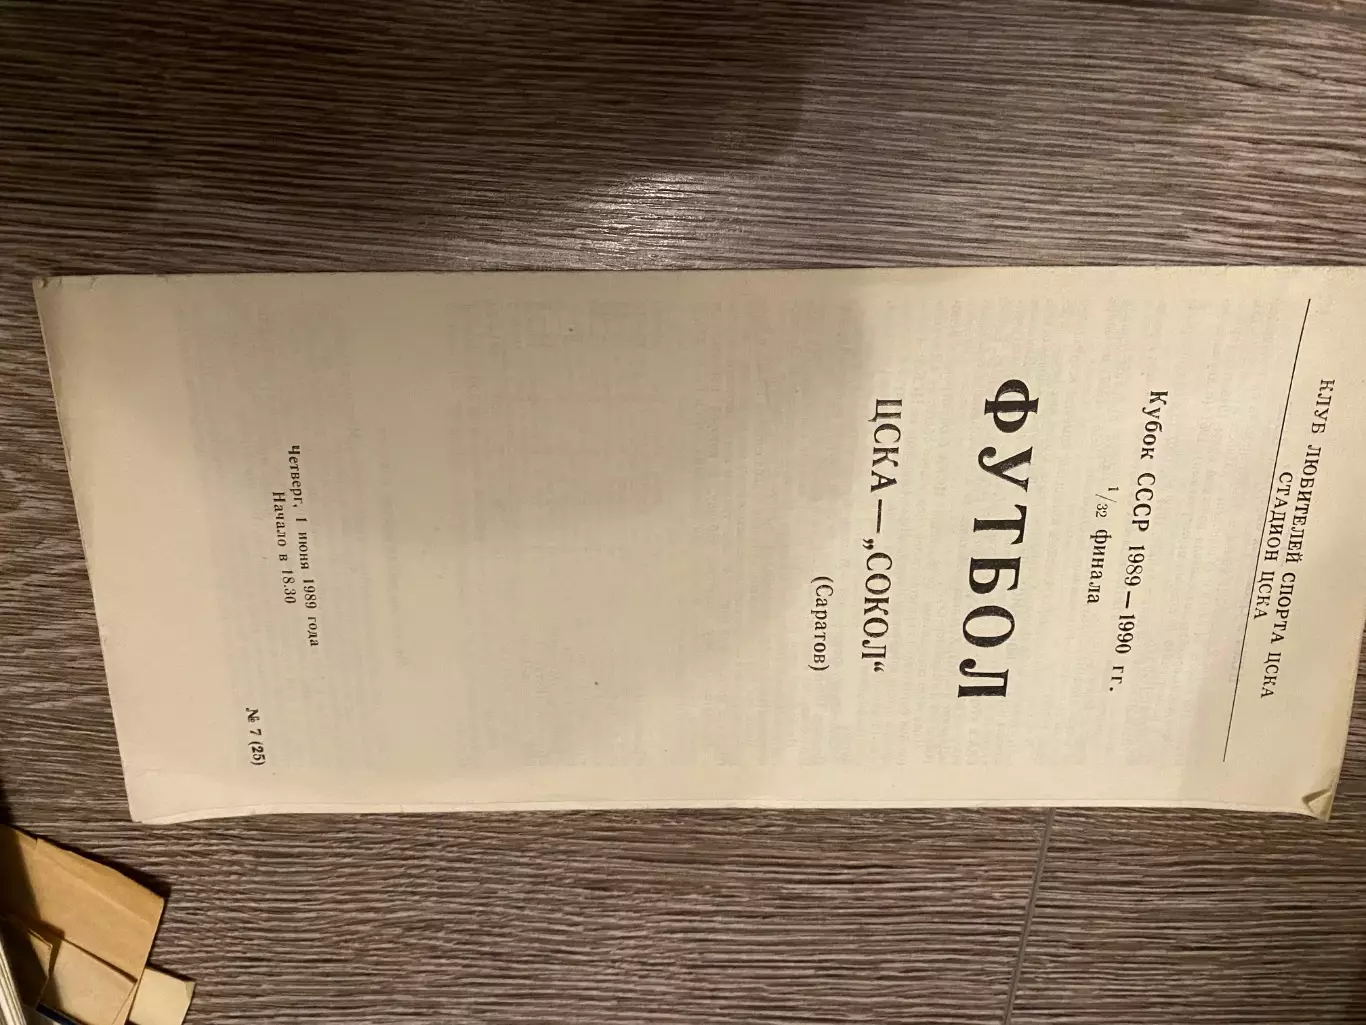 КЛУБ ЛЮБИТЕЛЕЙ СПОРТА ЦСКА
СТАДИОН ЦСКА
Кубок СССР 1989—1990 гг.
1/32 финала
ФУТБОЛ
ЦСКА—„СОКОЛ“
(Саратов)
Четверг, 1 июня 1989 года
Начало в 18.30
№ 7 (25)